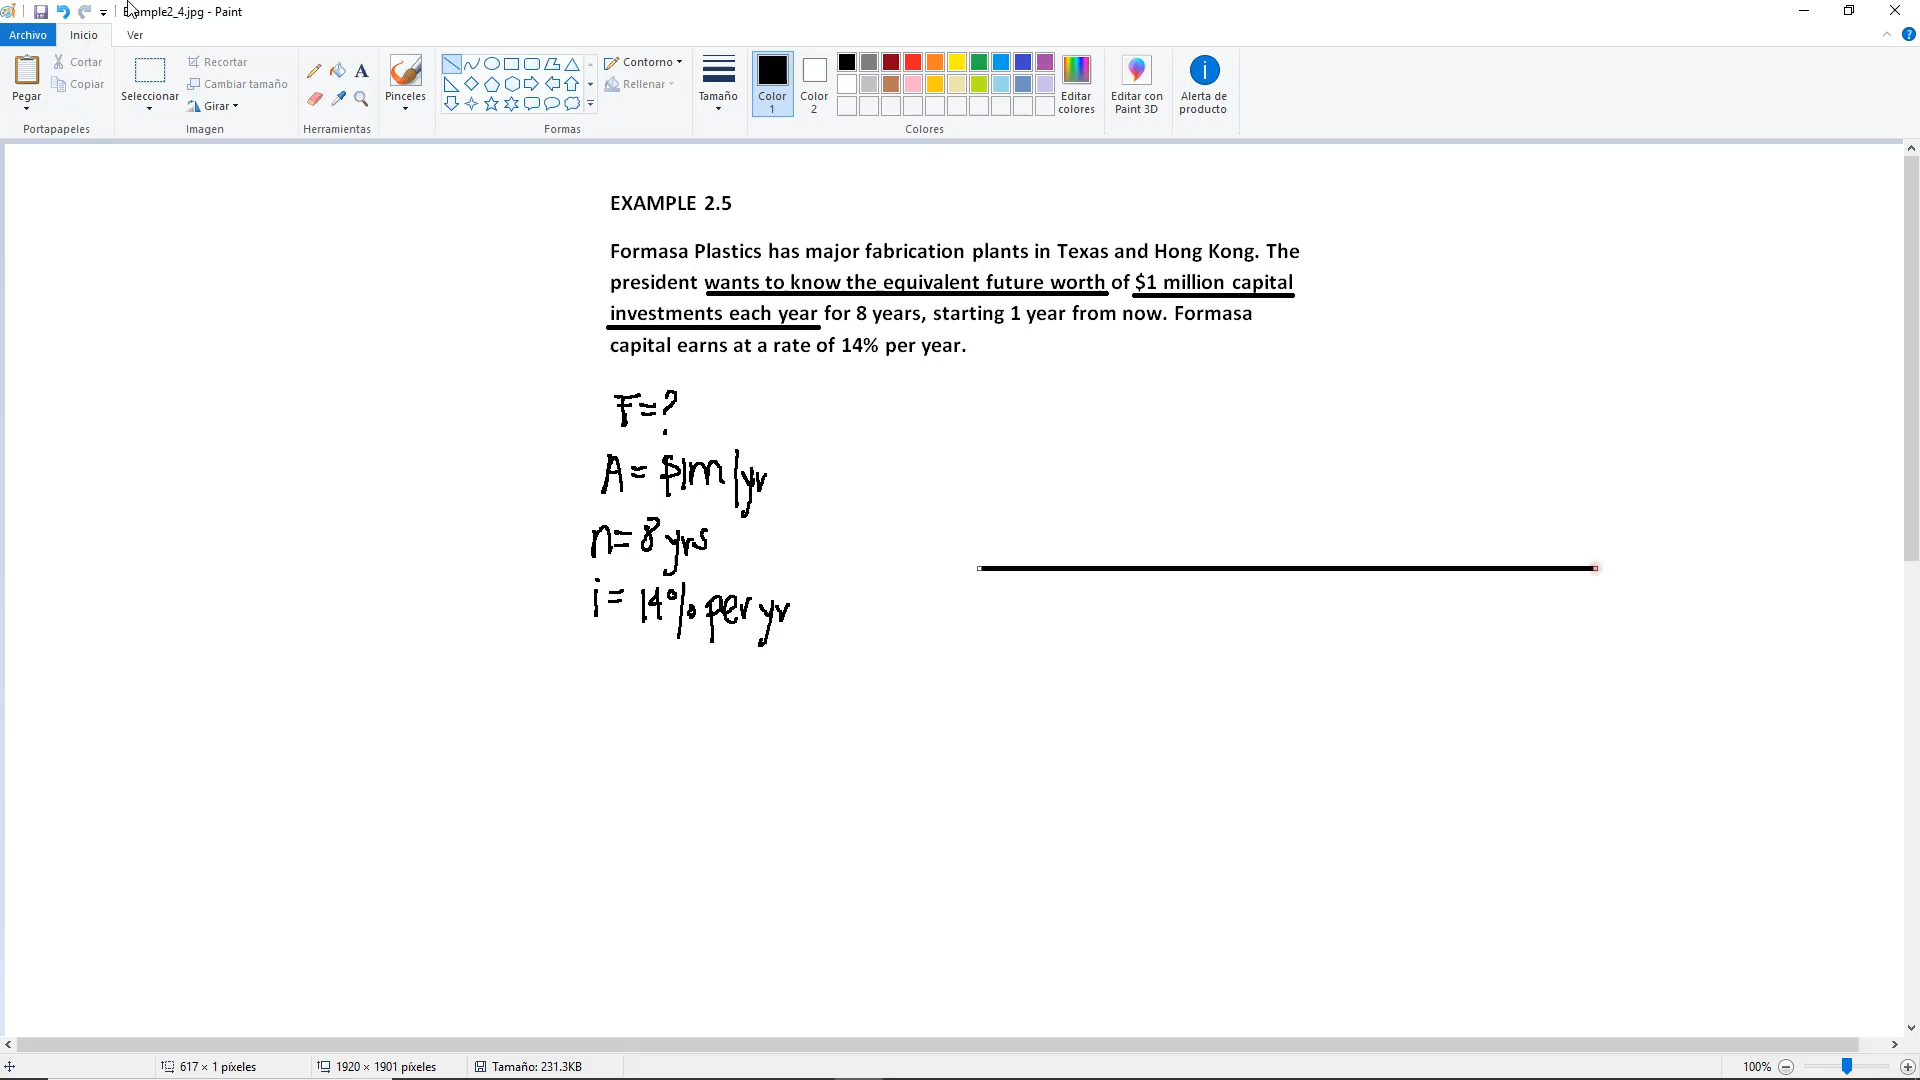 Example2_4.jpg - Paint
Archivo Inicio Ver
Pegar
Cortar
Copiar
Portapapeles
Seleccionar
Recortar
Cambiar tamaño
Girar
Imagen
A
Herramientas
Pinceles
Contorno
Rellenar
Formas
Tamaño
Color 1
Color 2
Editar colores
Colores
Editar con Paint 3D
Alerta de producto
EXAMPLE 2.5
Formasa Plastics has major fabrication plants in Texas and Hong Kong. The
president wants to know the equivalent future worth of $1 million capital
investments each year for 8 years, starting 1 year from now. Formasa
capital earns at a rate of 14% per year.
F=?
A= $1m/yr
n=8 yrs
i= 14% per yr
617 × 1 píxeles 1920 × 1901 píxeles Tamaño: 231.3KB 100%